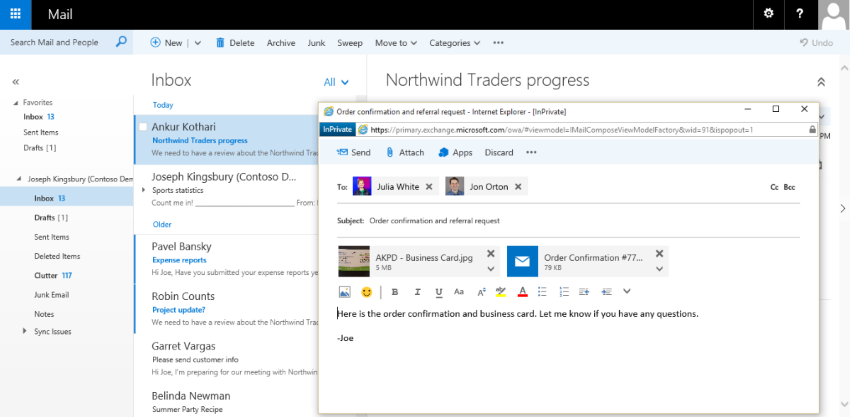 Mail
?
Search Mail and People
New
Delete
Archive
Junk
Sweep
Move to
Categories
•••
Undo
«
Favorites
Inbox 13
Sent Items
Drafts [1]
Joseph Kingsbury (Contoso Den
Inbox 13
Drafts [1]
Sent Items
Deleted Items
Clutter 117
Junk Email
Notes
Sync Issues
Inbox
All
Today
Ankur Kothari
Northwind Traders progress
We need to have a review about the Northwind Tra
Joseph Kingsbury (Contoso D...
Sports statistics
Count me in! ____________________ From:
Older
Pavel Bansky
Expense reports
Hi Joe, Have you submitted your expense reports ye
Robin Counts
Project update?
We need to have a review about the Northwind Trad
Garret Vargas
Please send customer info
Hi Joe, I'm preparing for our meeting with Northwin
Belinda Newman
Summer Party Recipe
Northwind Traders progress
PM
Order confirmation and referral request - Internet Explorer - [InPrivate]
InPrivate
https://primary.exchange.microsoft.com/owa/#viewmodel=IMailComposeViewModelFactory&wid=91&ispopout=1
Send
Attach
Apps
Discard
•••
To:
Julia White
Jon Orton
Cc
Bcc
Subject: Order confirmation and referral request
AKPD - Business Card.jpg
5 MB
Order Confirmation #77...
79 KB
B
I
U
Aa
A
aby
A
Here is the order confirmation and business card. Let me know if you have any questions.
-Joe